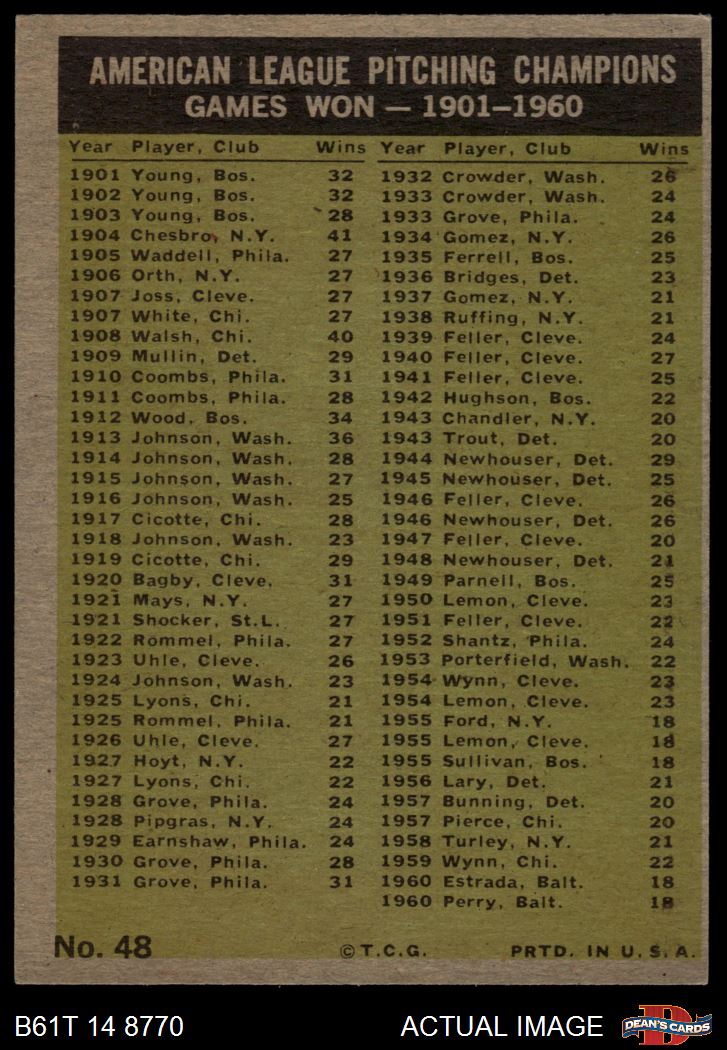 AMERICAN LEAGUE PITCHING CHAMPIONS
GAMES WON — 1901–1960
Year Player, Club Wins
1901 Young, Bos. 32
1902 Young, Bos. 32
1903 Young, Bos. 28
1904 Chesbro, N.Y. 41
1905 Waddell, Phila. 27
1906 Orth, N.Y. 27
1907 Joss, Cleve. 27
1907 White, Chi. 27
1908 Walsh, Chi. 40
1909 Mullin, Det. 29
1910 Coombs, Phila. 31
1911 Coombs, Phila. 28
1912 Wood, Bos. 34
1913 Johnson, Wash. 36
1914 Johnson, Wash. 28
1915 Johnson, Wash. 27
1916 Johnson, Wash. 25
1917 Cicotte, Chi. 28
1918 Johnson, Wash. 23
1919 Cicotte, Chi. 29
1920 Bagby, Cleve. 31
1921 Mays, N.Y. 27
1921 Shocker, St.L. 27
1922 Rommel, Phila. 27
1923 Uhle, Cleve. 26
1924 Johnson, Wash. 23
1925 Lyons, Chi. 21
1925 Rommel, Phila. 21
1926 Uhle, Cleve. 27
1927 Hoyt, N.Y. 22
1927 Lyons, Chi. 22
1928 Grove, Phila. 24
1928 Pipgras, N.Y. 24
1929 Earnshaw, Phila. 24
1930 Grove, Phila. 28
1931 Grove, Phila. 31
Year Player, Club Wins
1932 Crowder, Wash. 26
1933 Crowder, Wash. 24
1933 Grove, Phila. 24
1934 Gomez, N.Y. 26
1935 Ferrell, Bos. 25
1936 Bridges, Det. 23
1937 Gomez, N.Y. 21
1938 Ruffing, N.Y. 21
1939 Feller, Cleve. 24
1940 Feller, Cleve. 27
1941 Feller, Cleve. 25
1942 Hughson, Bos. 22
1943 Chandler, N.Y. 20
1943 Trout, Det. 20
1944 Newhouser, Det. 29
1945 Newhouser, Det. 25
1946 Feller, Cleve. 26
1946 Newhouser, Det. 26
1947 Feller, Cleve. 20
1948 Newhouser, Det. 21
1949 Parnell, Bos. 25
1950 Lemon, Cleve. 23
1951 Feller, Cleve. 22
1952 Shantz, Phila. 24
1953 Porterfield, Wash. 22
1954 Wynn, Cleve. 23
1954 Lemon, Cleve. 23
1955 Ford, N.Y. 18
1955 Lemon, Cleve. 18
1955 Sullivan, Bos. 18
1956 Lary, Det. 21
1957 Bunning, Det. 20
1957 Pierce, Chi. 20
1958 Turley, N.Y. 21
1959 Wynn, Chi. 22
1960 Estrada, Balt. 18
1960 Perry, Balt. 18
No. 48 ©T.C.G. PRTD. IN U.S.A.
B61T 14 8770 ACTUAL IMAGE D DEAN'S CARDS